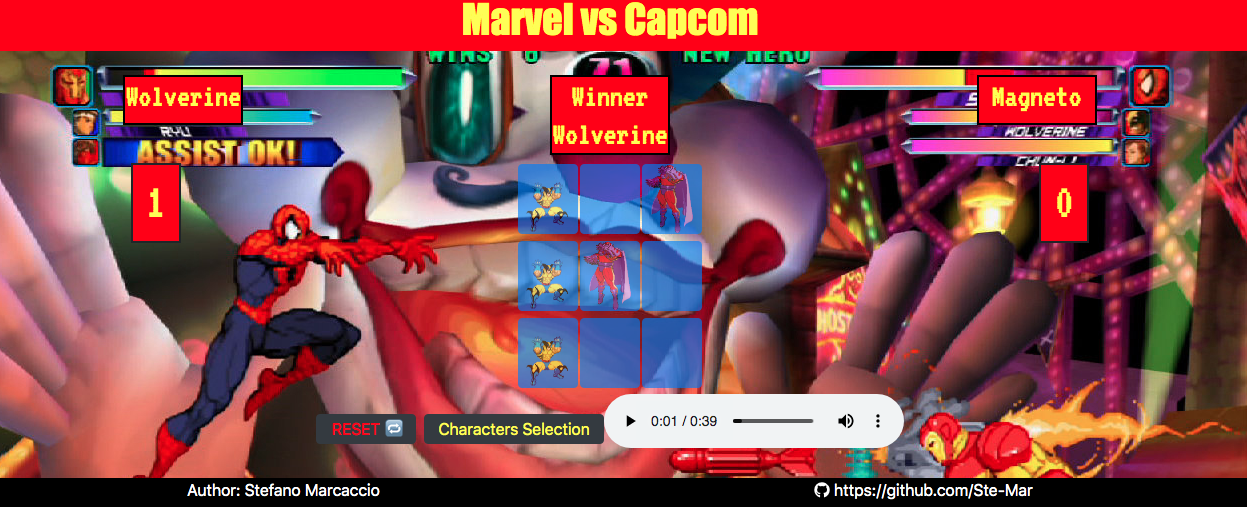 Marvel vs Capcom
WINS 0
71
NEW HERO
Wolverine
Winner
Wolverine
Magneto
RYU
ASSIST OK!
WOLVERINE
CHUN-LI
1
0
HOST
RESET
Characters Selection
0:01 / 0:39
Author: Stefano Marcaccio
https://github.com/Ste-Mar